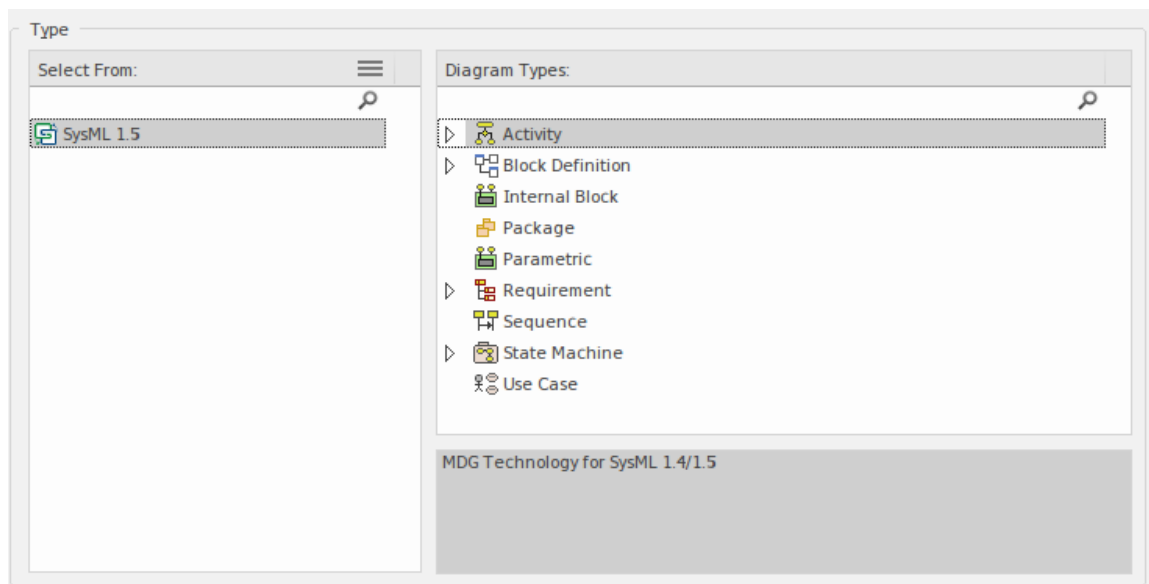 Type
Select From:
SysML 1.5
Diagram Types:
Activity
Block Definition
Internal Block
Package
Parametric
Requirement
Sequence
State Machine
Use Case
MDG Technology for SysML 1.4/1.5